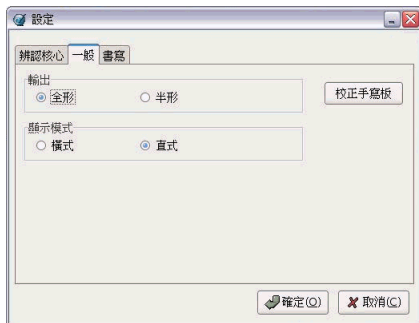 設定
辨認核心 一般 書寫
輸出
全形 半形
校正手寫板
顯示模式
橫式 直式
確定(O) 取消(C)